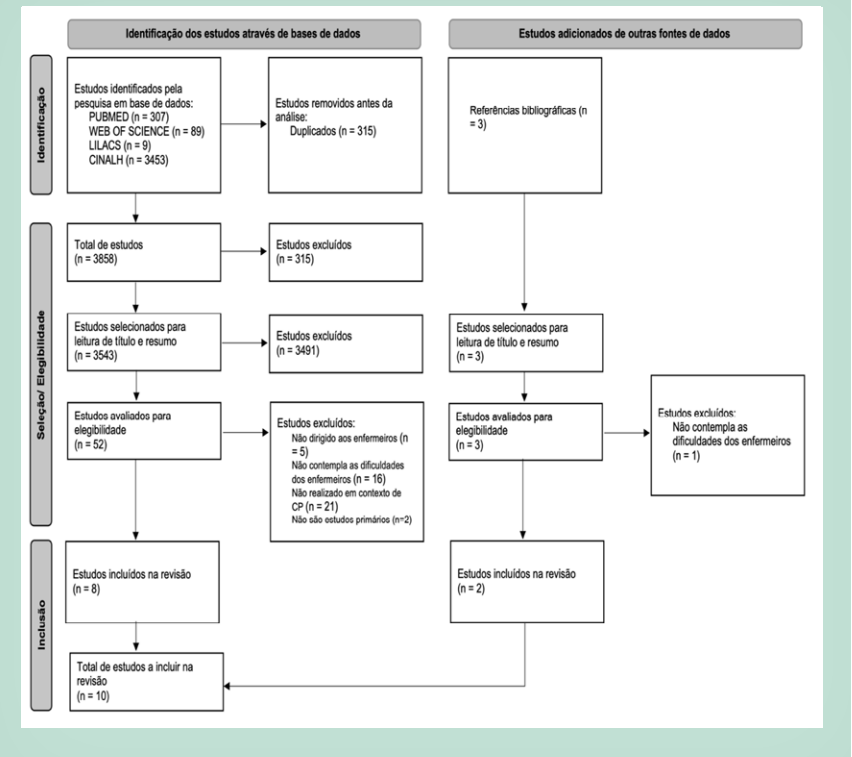 Identificação dos estudos através de bases de dados
Estudos adicionados de outras fontes de dados
Identificação
Estudos identificados pela
pesquisa em base de dados:
PUBMED (n = 307)
WEB OF SCIENCE (n = 89)
LILACS (n = 9)
CINALH (n = 3453)
Estudos removidos antes da
análise:
Duplicados (n = 315)
Referências bibliográficas (n
= 3)
Seleção/ Elegibilidade
Total de estudos
(n = 3858)
Estudos excluídos
(n = 315)
Estudos selecionados para
leitura de título e resumo
(n = 3543)
Estudos excluídos
(n = 3491)
Estudos selecionados para
leitura de título e resumo
(n = 3)
Estudos avaliados para
elegibilidade
(n = 52)
Estudos excluídos:
Não dirigido aos enfermeiros (n
= 5)
Não contempla as dificuldades
dos enfermeiros (n = 16)
Não realizado em contexto de
CP (n = 21)
Não são estudos primários (n=2)
Estudos avaliados para
elegibilidade
(n = 3)
Estudos excluídos:
Não contempla as
dificuldades dos enfermeiros
(n = 1)
Inclusão
Estudos incluídos na revisão
(n = 8)
Estudos incluídos na revisão
(n = 2)
Total de estudos a incluir na
revisão
(n = 10)